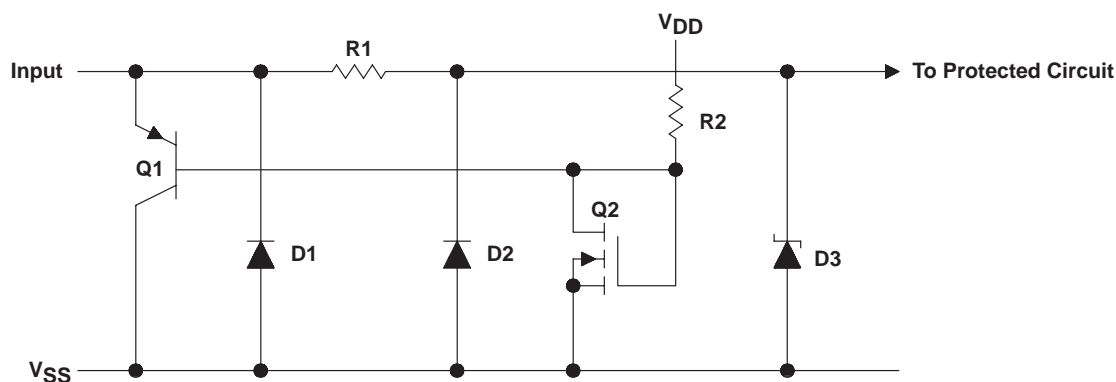 V_DD
R1
Input
To Protected Circuit
R2
Q1
Q2
D1
D2
D3
V_SS